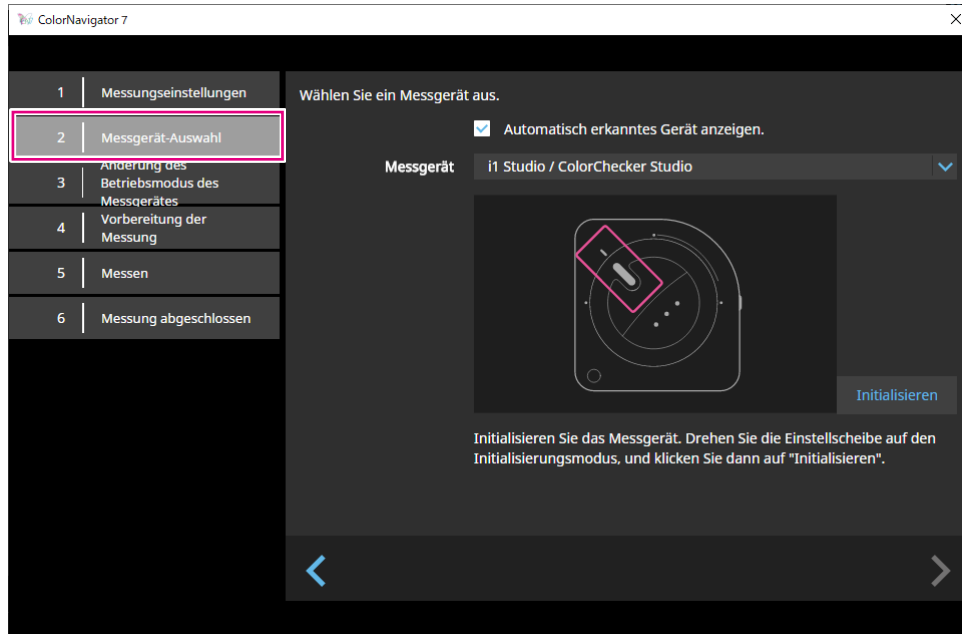 ColorNavigator 7
1 Messungseinstellungen
2 Messgerät-Auswahl
3 Änderung des
Betriebsmodus des
Messgerätes
4 Vorbereitung der
Messung
5 Messen
6 Messung abgeschlossen
Wählen Sie ein Messgerät aus.
Automatisch erkanntes Gerät anzeigen.
Messgerät i1 Studio / ColorChecker Studio
Initialisieren
Initialisieren Sie das Messgerät. Drehen Sie die Einstellscheibe auf den
Initialisierungsmodus, und klicken Sie dann auf "Initialisieren".